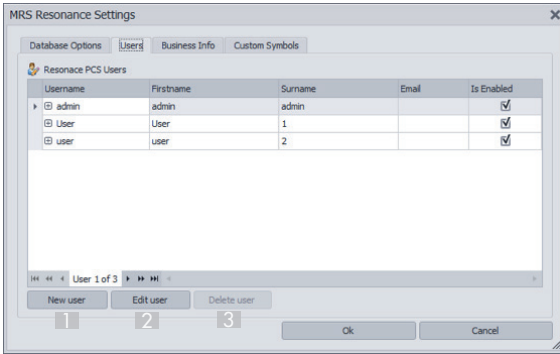 MRS Resonance Settings
Database Options Users Business Info Custom Symbols
Resonace PCS Users
Username Firstname Surname Email Is Enabled
admin admin admin
User User 1
user user 2
User 1 of 3
New user Edit user Delete user
1 2 3
Ok Cancel